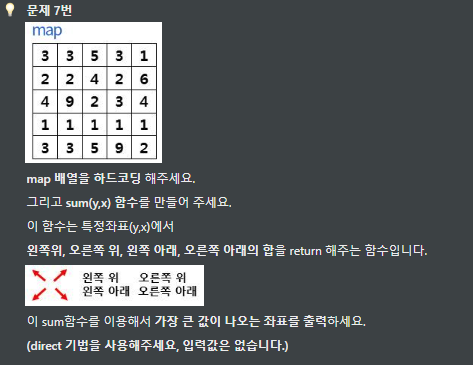 문제 7번
map
3 3 5 3 1
2 2 4 2 6
4 9 2 3 4
1 1 1 1 1
3 3 5 9 2
map 배열을 하드코딩 해주세요.
그리고 sum(y,x) 함수를 만들어 주세요.
이 함수는 특정좌표(y,x)에서
왼쪽위, 오른쪽 위, 왼쪽 아래, 오른쪽 아래의 합을 return 해주는 함수입니다.
왼쪽 위 오른쪽 위
왼쪽 아래 오른쪽 아래
이 sum함수를 이용해서 가장 큰 값이 나오는 좌표를 출력하세요.
(direct 기법을 사용해주세요, 입력값은 없습니다.)